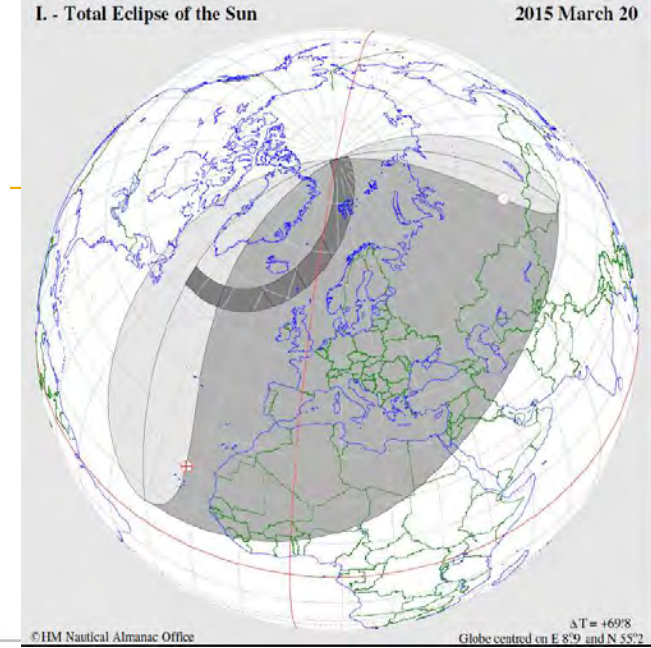 I. - Total Eclipse of the Sun 2015 March 20
ΔT = +69ˢ8
©HM Nautical Almanac Office Globe centred on E 8°9 and N 55°2